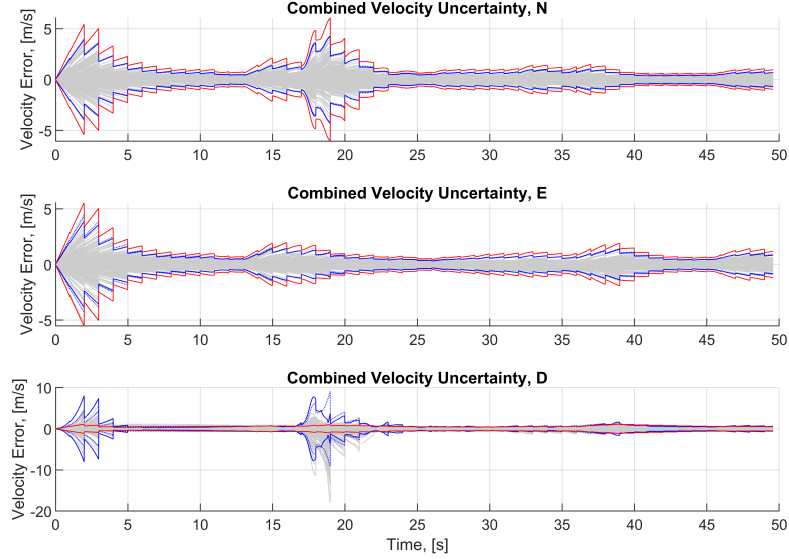 Combined Velocity Uncertainty, N
Velocity Error, [m/s]
5
0
-5
0 5 10 15 20 25 30 35 40 45 50
Combined Velocity Uncertainty, E
Velocity Error, [m/s]
5
0
-5
0 5 10 15 20 25 30 35 40 45 50
Combined Velocity Uncertainty, D
Velocity Error, [m/s]
10
0
-10
-20
0 5 10 15 20 25 30 35 40 45 50
Time, [s]